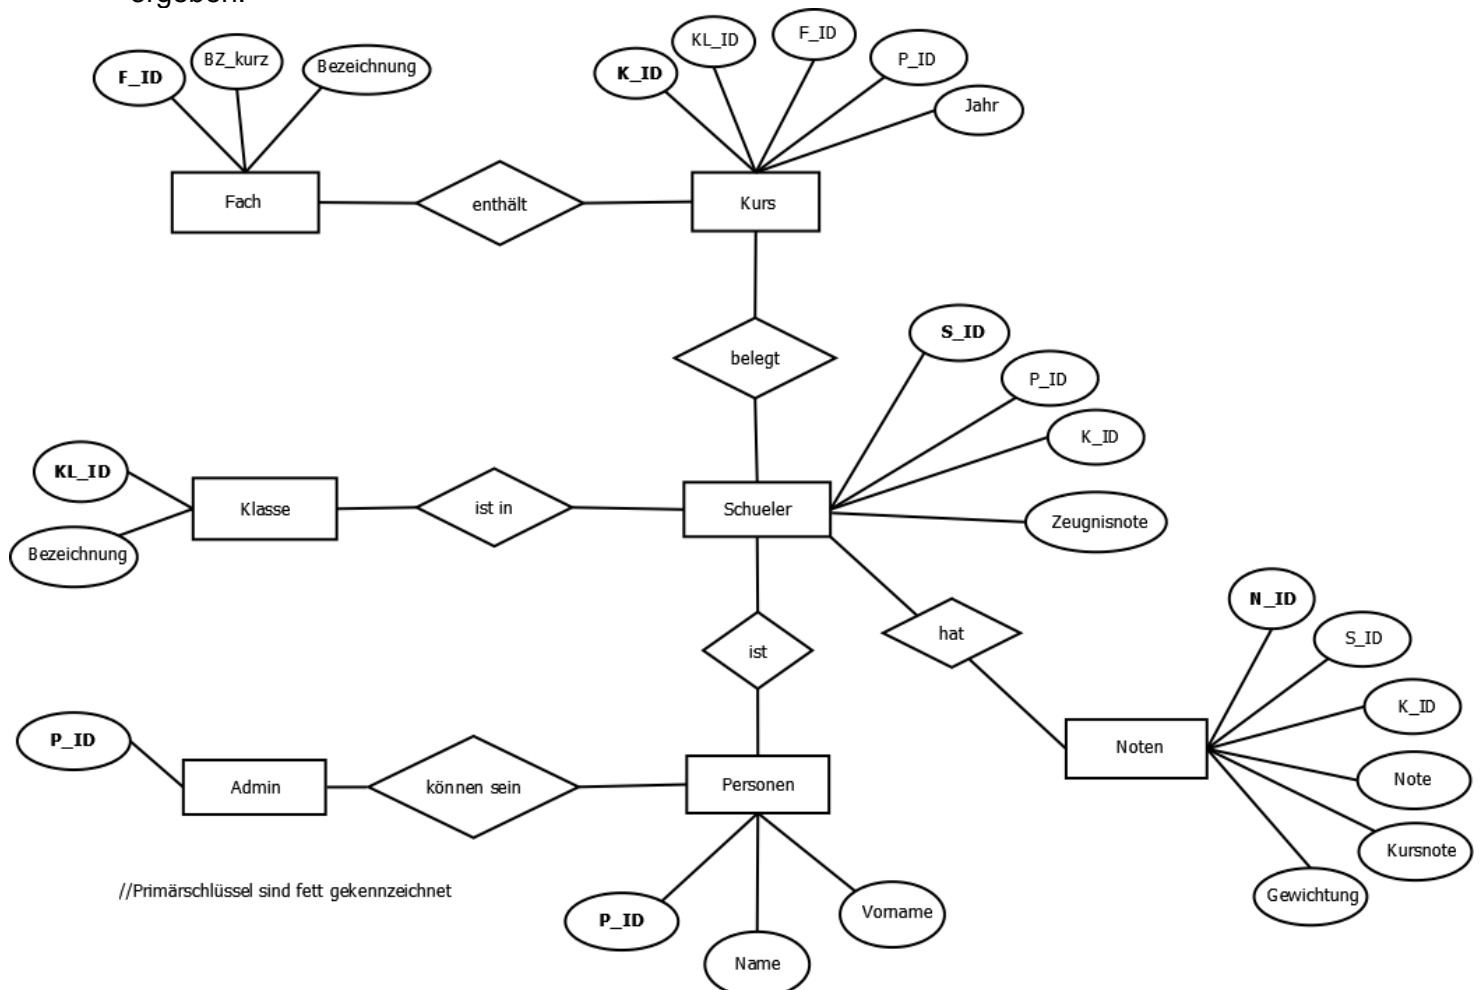 ergeben.
F_ID
BZ_kurz
Bezeichnung
K_ID
KL_ID
F_ID
P_ID
Jahr
Fach
enthält
Kurs
belegt
S_ID
P_ID
K_ID
Zeugnisnote
KL_ID
Bezeichnung
Klasse
ist in
Schueler
ist
hat
N_ID
S_ID
K_ID
Note
Kursnote
Gewichtung
Noten
P_ID
Admin
können sein
Personen
//Primärschlüssel sind fett gekennzeichnet
P_ID
Name
Vorname